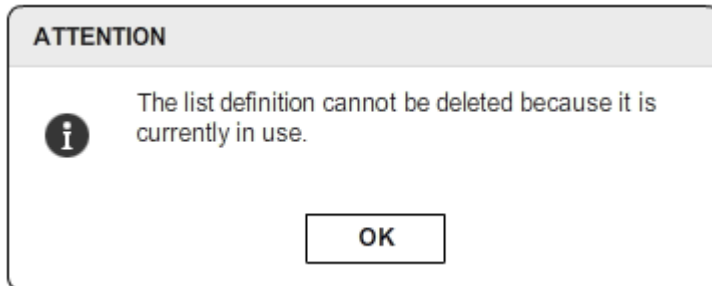 ATTENTION
The list definition cannot be deleted because it is
currently in use.
OK